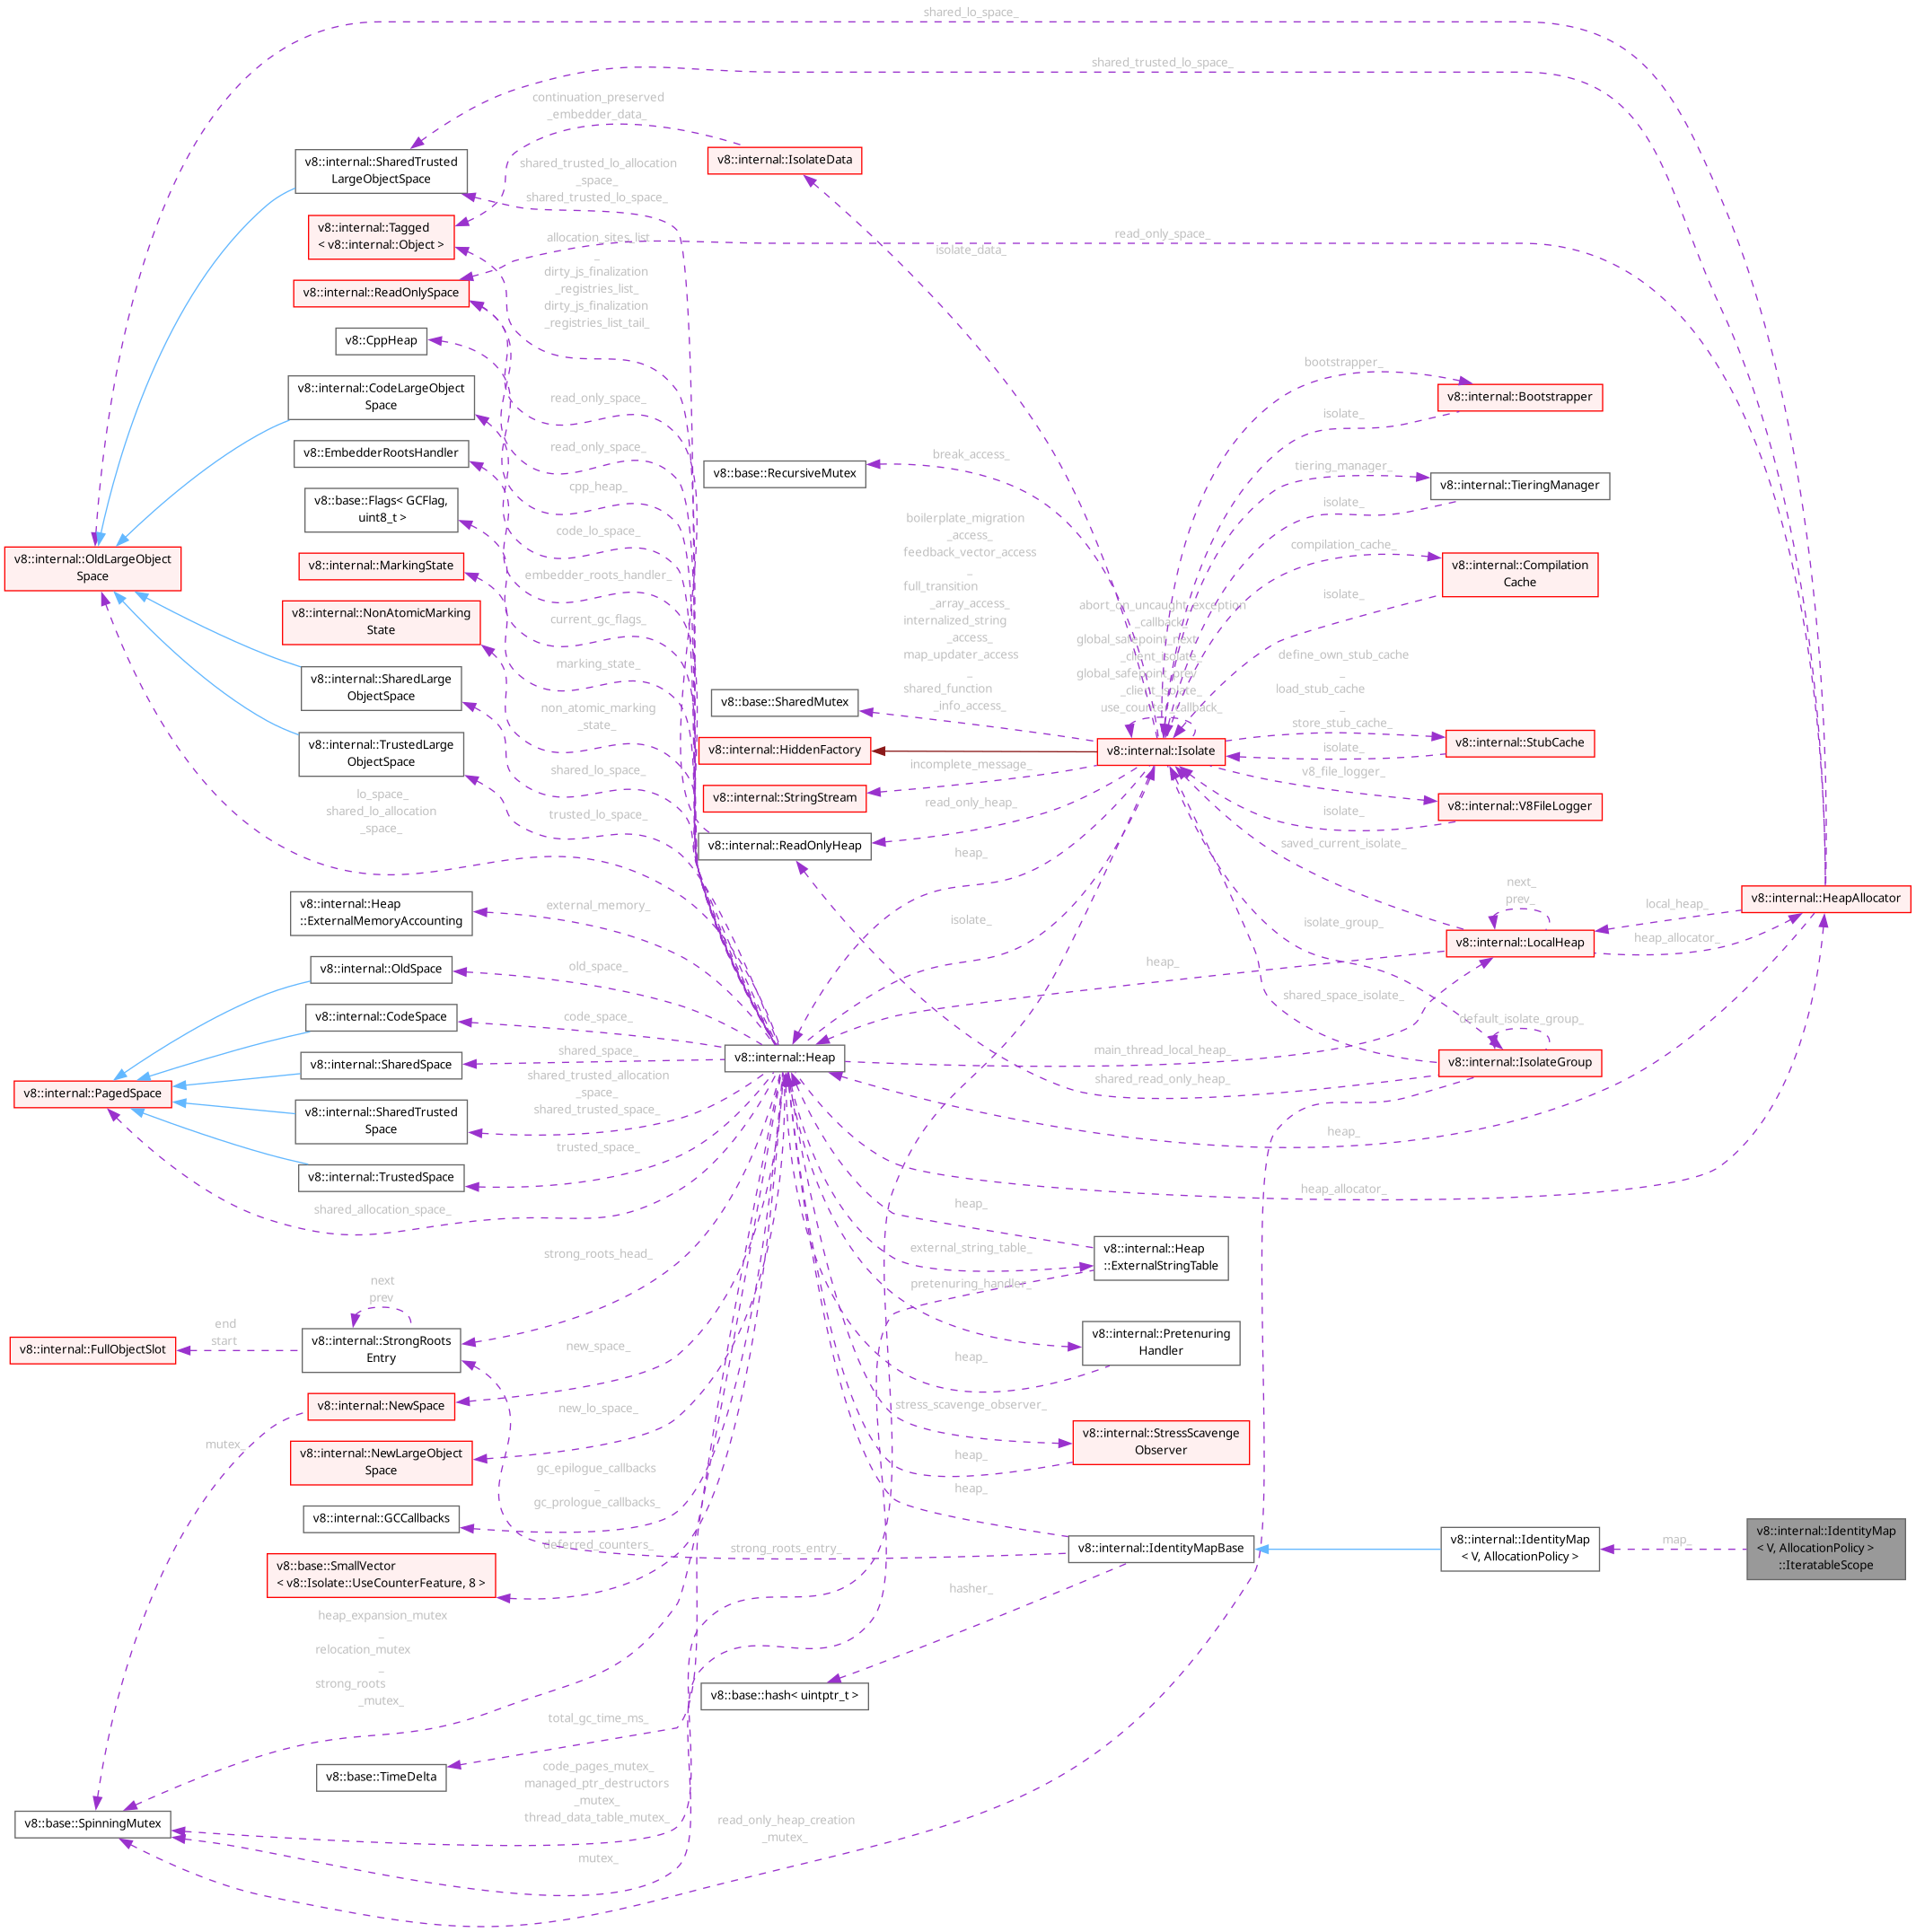 shared_lo_space_
shared_trusted_lo_space_
continuation_preserved
_embedder_data_
v8::internal::SharedTrusted
LargeObjectSpace
v8::internal::IsolateData
shared_trusted_lo_allocation
_space_
shared_trusted_lo_space_
v8::internal::Tagged
< v8::internal::Object >
allocation_sites_list
_
dirty_js_finalization
_registries_list_
dirty_js_finalization
_registries_list_tail_
read_only_space_
isolate_data_
v8::internal::ReadOnlySpace
v8::CppHeap
bootstrapper_
v8::internal::CodeLargeObject
Space
read_only_space_
v8::internal::Bootstrapper
isolate_
v8::EmbedderRootsHandler
read_only_space_
v8::base::RecursiveMutex
break_access_
tiering_manager_
v8::internal::TieringManager
isolate_
v8::base::Flags< GCFlag,
uint8_t >
cpp_heap_
code_lo_space_
boilerplate_migration
_access_
feedback_vector_access
_
full_transition
_array_access_
internalized_string
_access_
map_updater_access
_
shared_function
_info_access_
compilation_cache_
v8::internal::Compilation
Cache
isolate_
v8::internal::OldLargeObject
Space
v8::internal::MarkingState
embedder_roots_handler_
v8::internal::NonAtomicMarking
State
current_gc_flags_
abort_on_uncaught_exception
_callback_
global_safepoint_next
_client_isolate_
global_safepoint_prev
_client_isolate_
use_counter_callback_
define_own_stub_cache
_
load_stub_cache
_
store_stub_cache_
v8::internal::SharedLarge
ObjectSpace
marking_state_
v8::base::SharedMutex
non_atomic_marking
_state_
v8::internal::TrustedLarge
ObjectSpace
v8::internal::HiddenFactory
v8::internal::Isolate
v8::internal::StubCache
isolate_
shared_lo_space_
incomplete_message_
v8_file_logger_
v8::internal::StringStream
v8::internal::V8FileLogger
isolate_
lo_space_
shared_lo_allocation
_space_
trusted_lo_space_
read_only_heap_
v8::internal::ReadOnlyHeap
heap_
saved_current_isolate_
v8::internal::Heap
::ExternalMemoryAccounting
external_memory_
isolate_
isolate_group_
next_
prev_
local_heap_
v8::internal::HeapAllocator
v8::internal::LocalHeap
heap_allocator_
v8::internal::OldSpace
old_space_
heap_
shared_space_isolate_
v8::internal::CodeSpace
code_space_
default_isolate_group_
v8::internal::SharedSpace
shared_space_
v8::internal::Heap
main_thread_local_heap_
v8::internal::IsolateGroup
shared_read_only_heap_
v8::internal::PagedSpace
shared_trusted_allocation
_space_
shared_trusted_space_
v8::internal::SharedTrusted
Space
heap_
trusted_space_
v8::internal::TrustedSpace
heap_allocator_
shared_allocation_space_
heap_
strong_roots_head_
external_string_table_
v8::internal::Heap
::ExternalStringTable
pretenuring_handler_
next
prev
end
start
v8::internal::FullObjectSlot
v8::internal::StrongRoots
Entry
new_space_
v8::internal::Pretenuring
Handler
heap_
v8::internal::NewSpace
stress_scavenge_observer_
new_lo_space_
mutex_
v8::internal::NewLargeObject
Space
v8::internal::StressScavenge
Observer
heap_
gc_epilogue_callbacks
_
gc_prologue_callbacks_
heap_
v8::internal::GCCallbacks
deferred_counters_
strong_roots_entry_
v8::internal::IdentityMapBase
v8::internal::IdentityMap
< V, AllocationPolicy >
map_
v8::internal::IdentityMap
< V, AllocationPolicy >
::IteratableScope
v8::base::SmallVector
< v8::Isolate::UseCounterFeature, 8 >
hasher_
heap_expansion_mutex
_
relocation_mutex
_
strong_roots
_mutex_
v8::base::hash< uintptr_t >
total_gc_time_ms_
v8::base::TimeDelta
code_pages_mutex_
managed_ptr_destructors
_mutex_
thread_data_table_mutex_
v8::base::SpinningMutex
read_only_heap_creation
_mutex_
mutex_